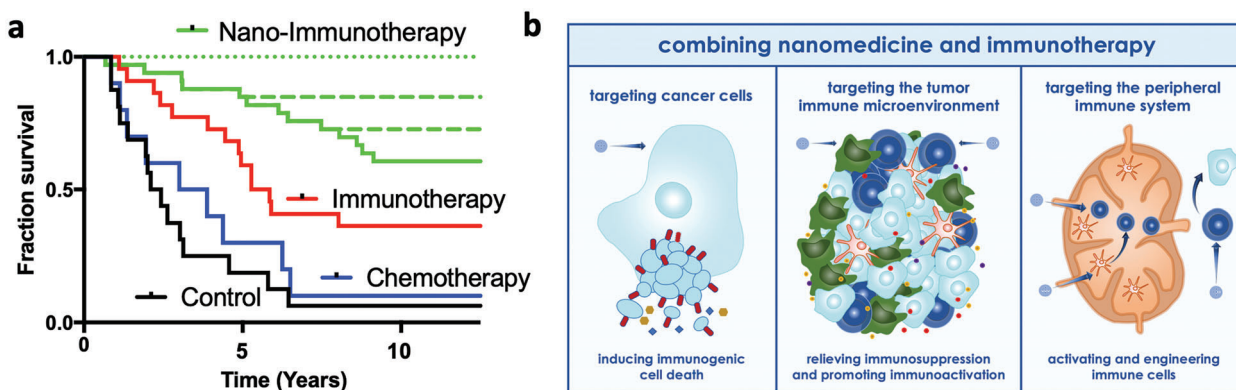 a
Nano-Immunotherapy
Immunotherapy
Chemotherapy
Control
Fraction survival
1.0
0.5
0.0
0
5
10
Time (Years)
b
combining nanomedicine and immunotherapy
targeting cancer cells
inducing immunogenic
cell death
targeting the tumor
immune microenvironment
relieving immunosuppression
and promoting immunoactivation
targeting the peripheral
immune system
activating and engineering
immune cells